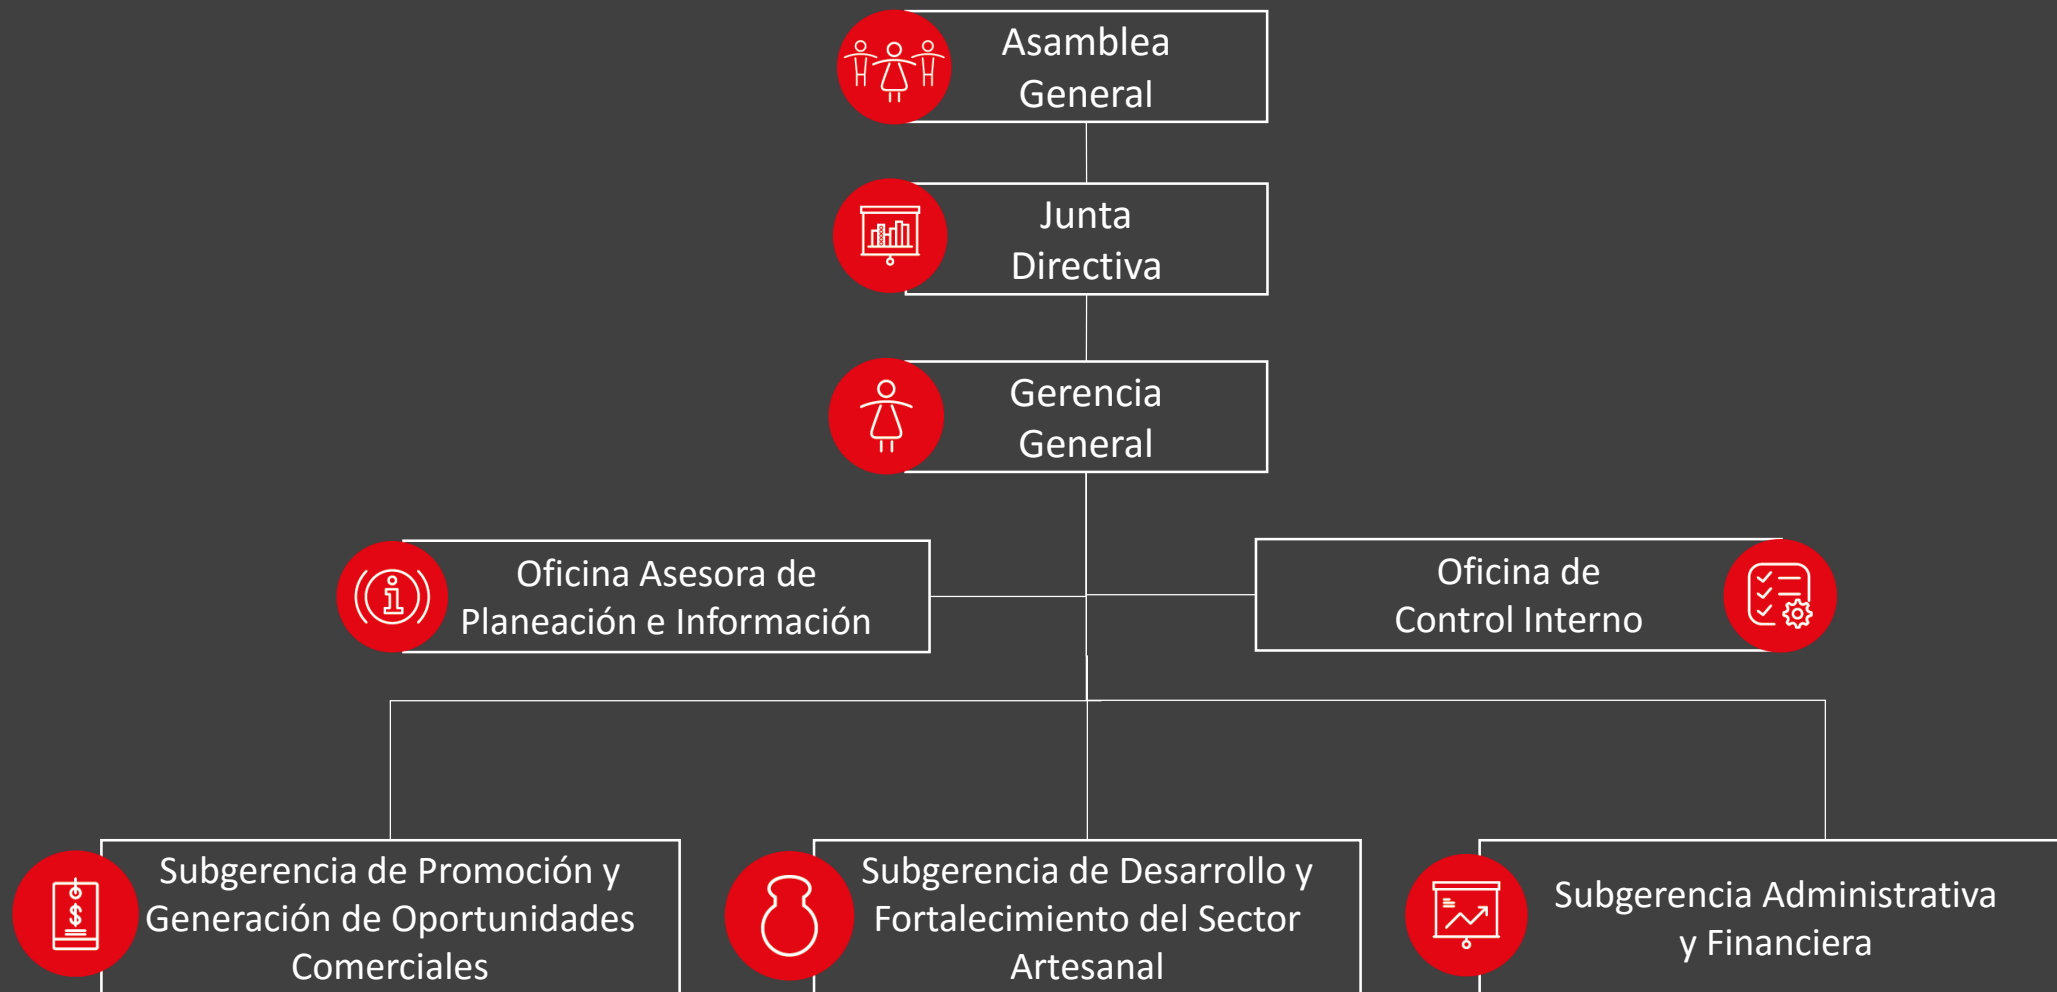 Asamblea
General
Junta
Directiva
Gerencia
General
Oficina Asesora de
Planeación e Información
Oficina de
Control Interno
Subgerencia de Promoción y
Generación de Oportunidades
Comerciales
Subgerencia de Desarrollo y
Fortalecimiento del Sector
Artesanal
Subgerencia Administrativa
y Financiera